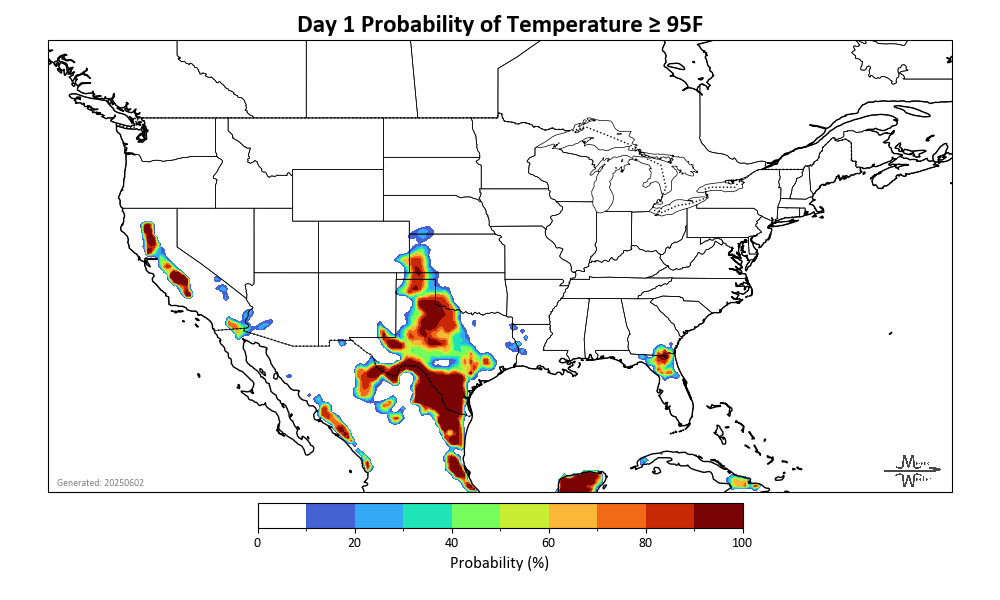 Day 1 Probability of Temperature ≥ 95F
Generated: 20250602
0 20 40 60 80 100
Probability (%)